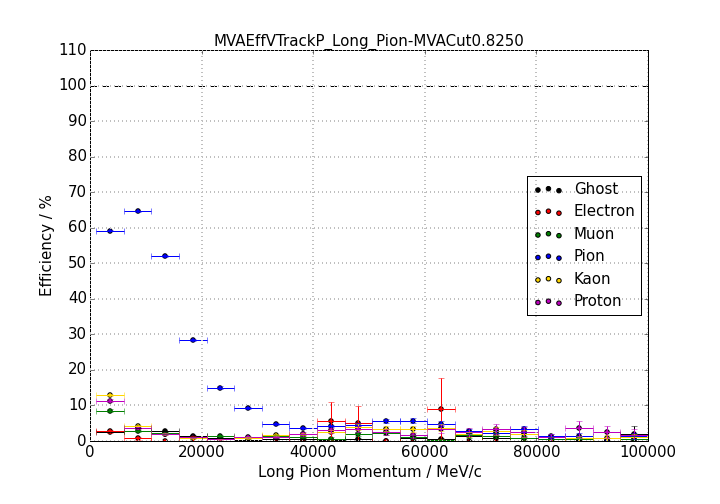 MVAEffVTrackP_Long_Pion-MVACut0.8250
110
100
90
80
70
60
50
40
30
20
10
0
Efficiency / %
Ghost
Electron
Muon
Pion
Kaon
Proton
0 20000 40000 60000 80000 100000
Long Pion Momentum / MeV/c